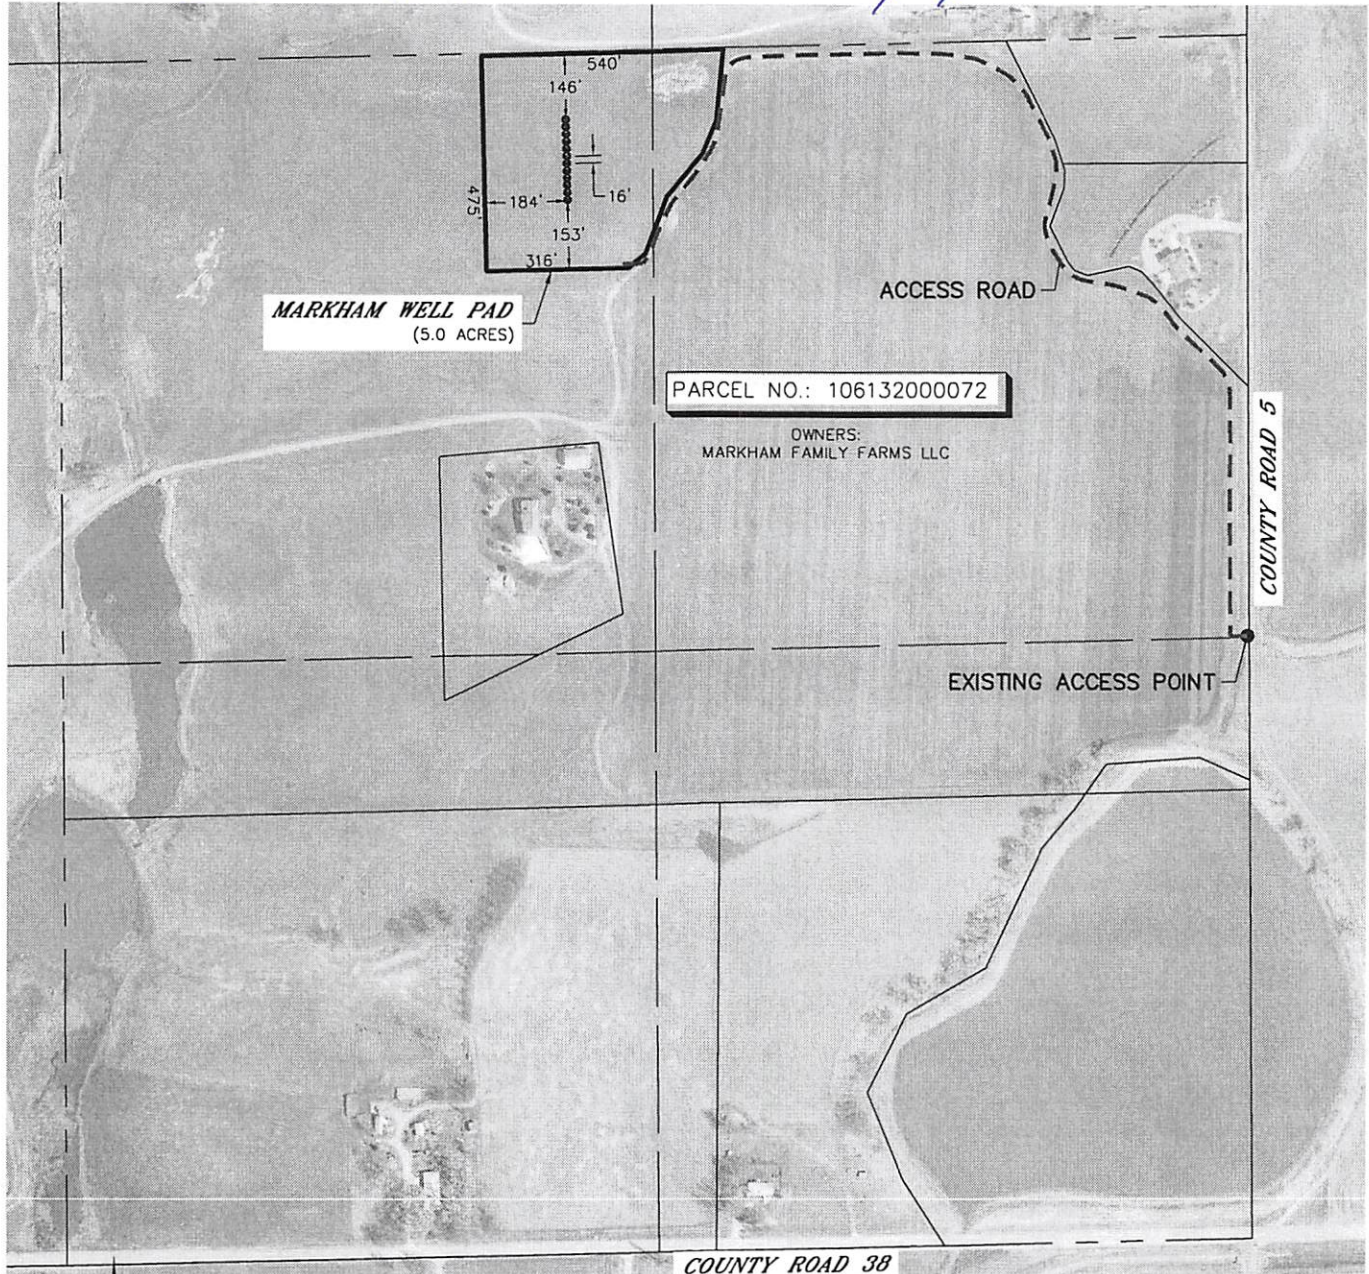 540'
146'
16'
184'
475'
153'
316'
MARKHAM WELL PAD
(5.0 ACRES)
ACCESS ROAD
PARCEL NO.: 106132000072
OWNERS:
MARKHAM FAMILY FARMS LLC
COUNTY ROAD 5
EXISTING ACCESS POINT
COUNTY ROAD 38